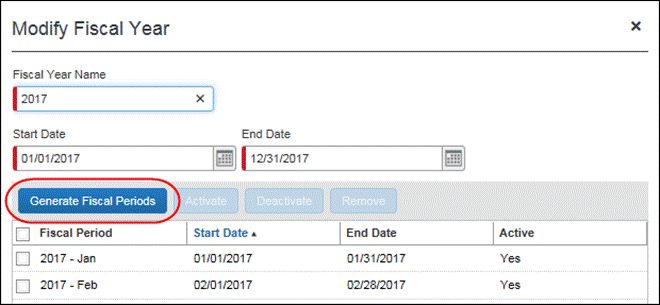 Modify Fiscal Year
Fiscal Year Name
2017
Start Date End Date
01/01/2017 12/31/2017
Generate Fiscal Periods Activate Deactivate Remove
Fiscal Period Start Date End Date Active
2017 - Jan 01/01/2017 01/31/2017 Yes
2017 - Feb 02/01/2017 02/28/2017 Yes